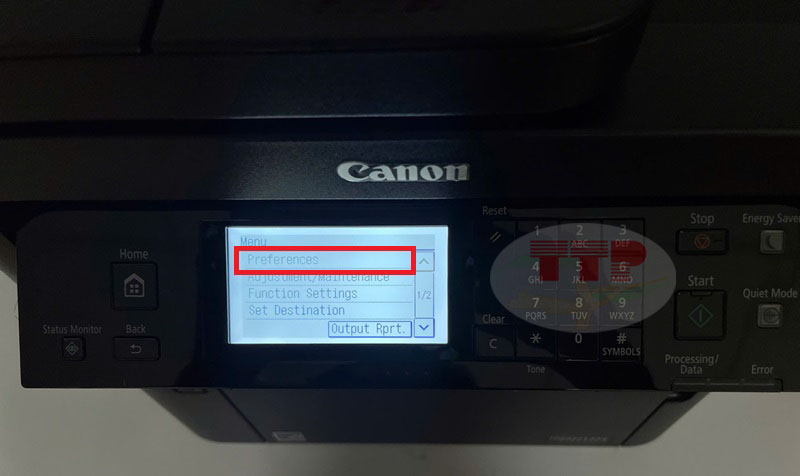 Canon
Reset
Stop
Energy Saver
Home
Menu
Preferences
Adjustment/Maintenance
Function Settings
1/2
Set Destination
Output Rprt.
1
2 ABC
3 DEF
4 GHI
5 JKL
6 MNO
TTP
Start
Quiet Mode
7 PQRS
8 TUV
9 WXYZ
Status Monitor
Back
Clear
C
*
0
# SYMBOLS
Tone
Processing/
Data
Error